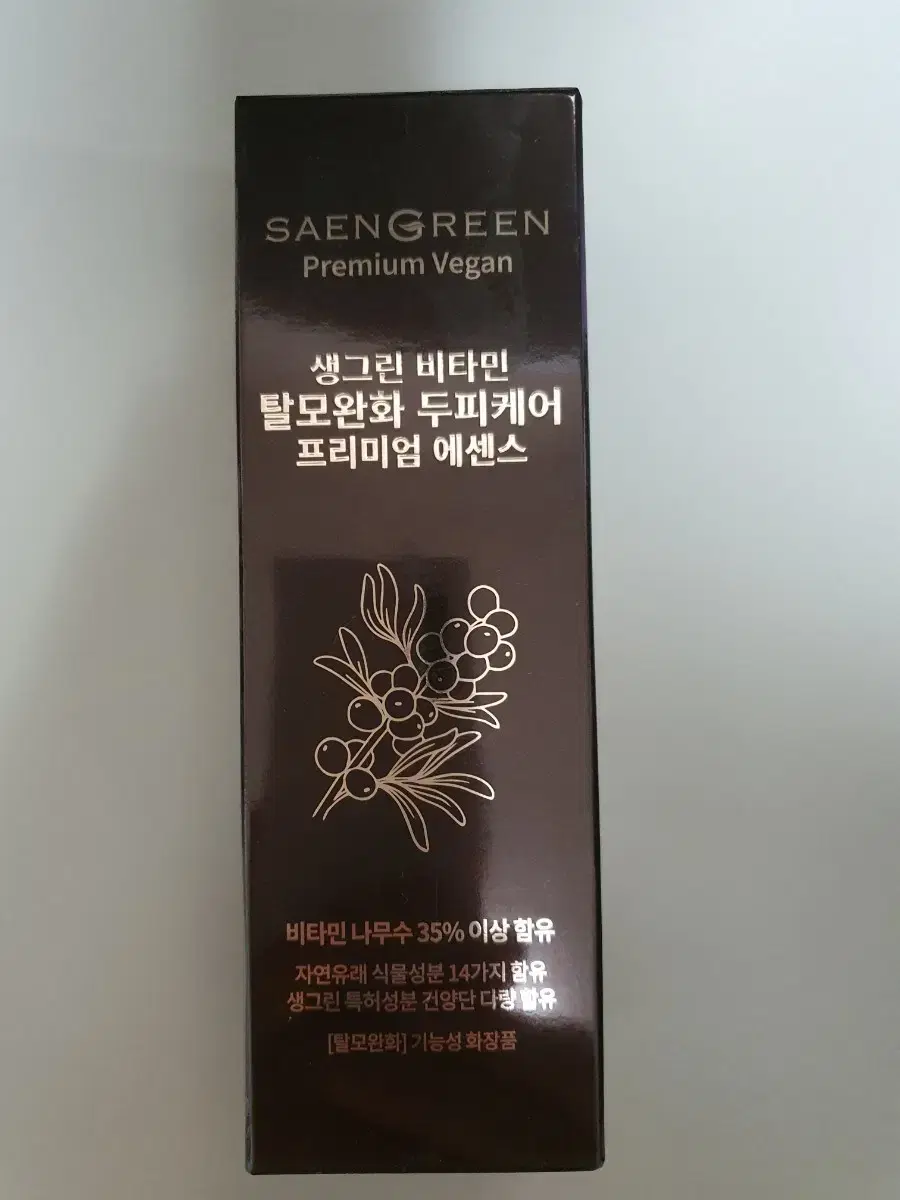 SAENGREEN
Premium Vegan
생그린 비타민
탈모완화 두피케어
프리미엄 에센스
비타민 나무수 35% 이상 함유
자연유래 식물성분 14가지 함유
생그린 특허성분 건양단 다량 함유
[탈모완화] 기능성 화장품